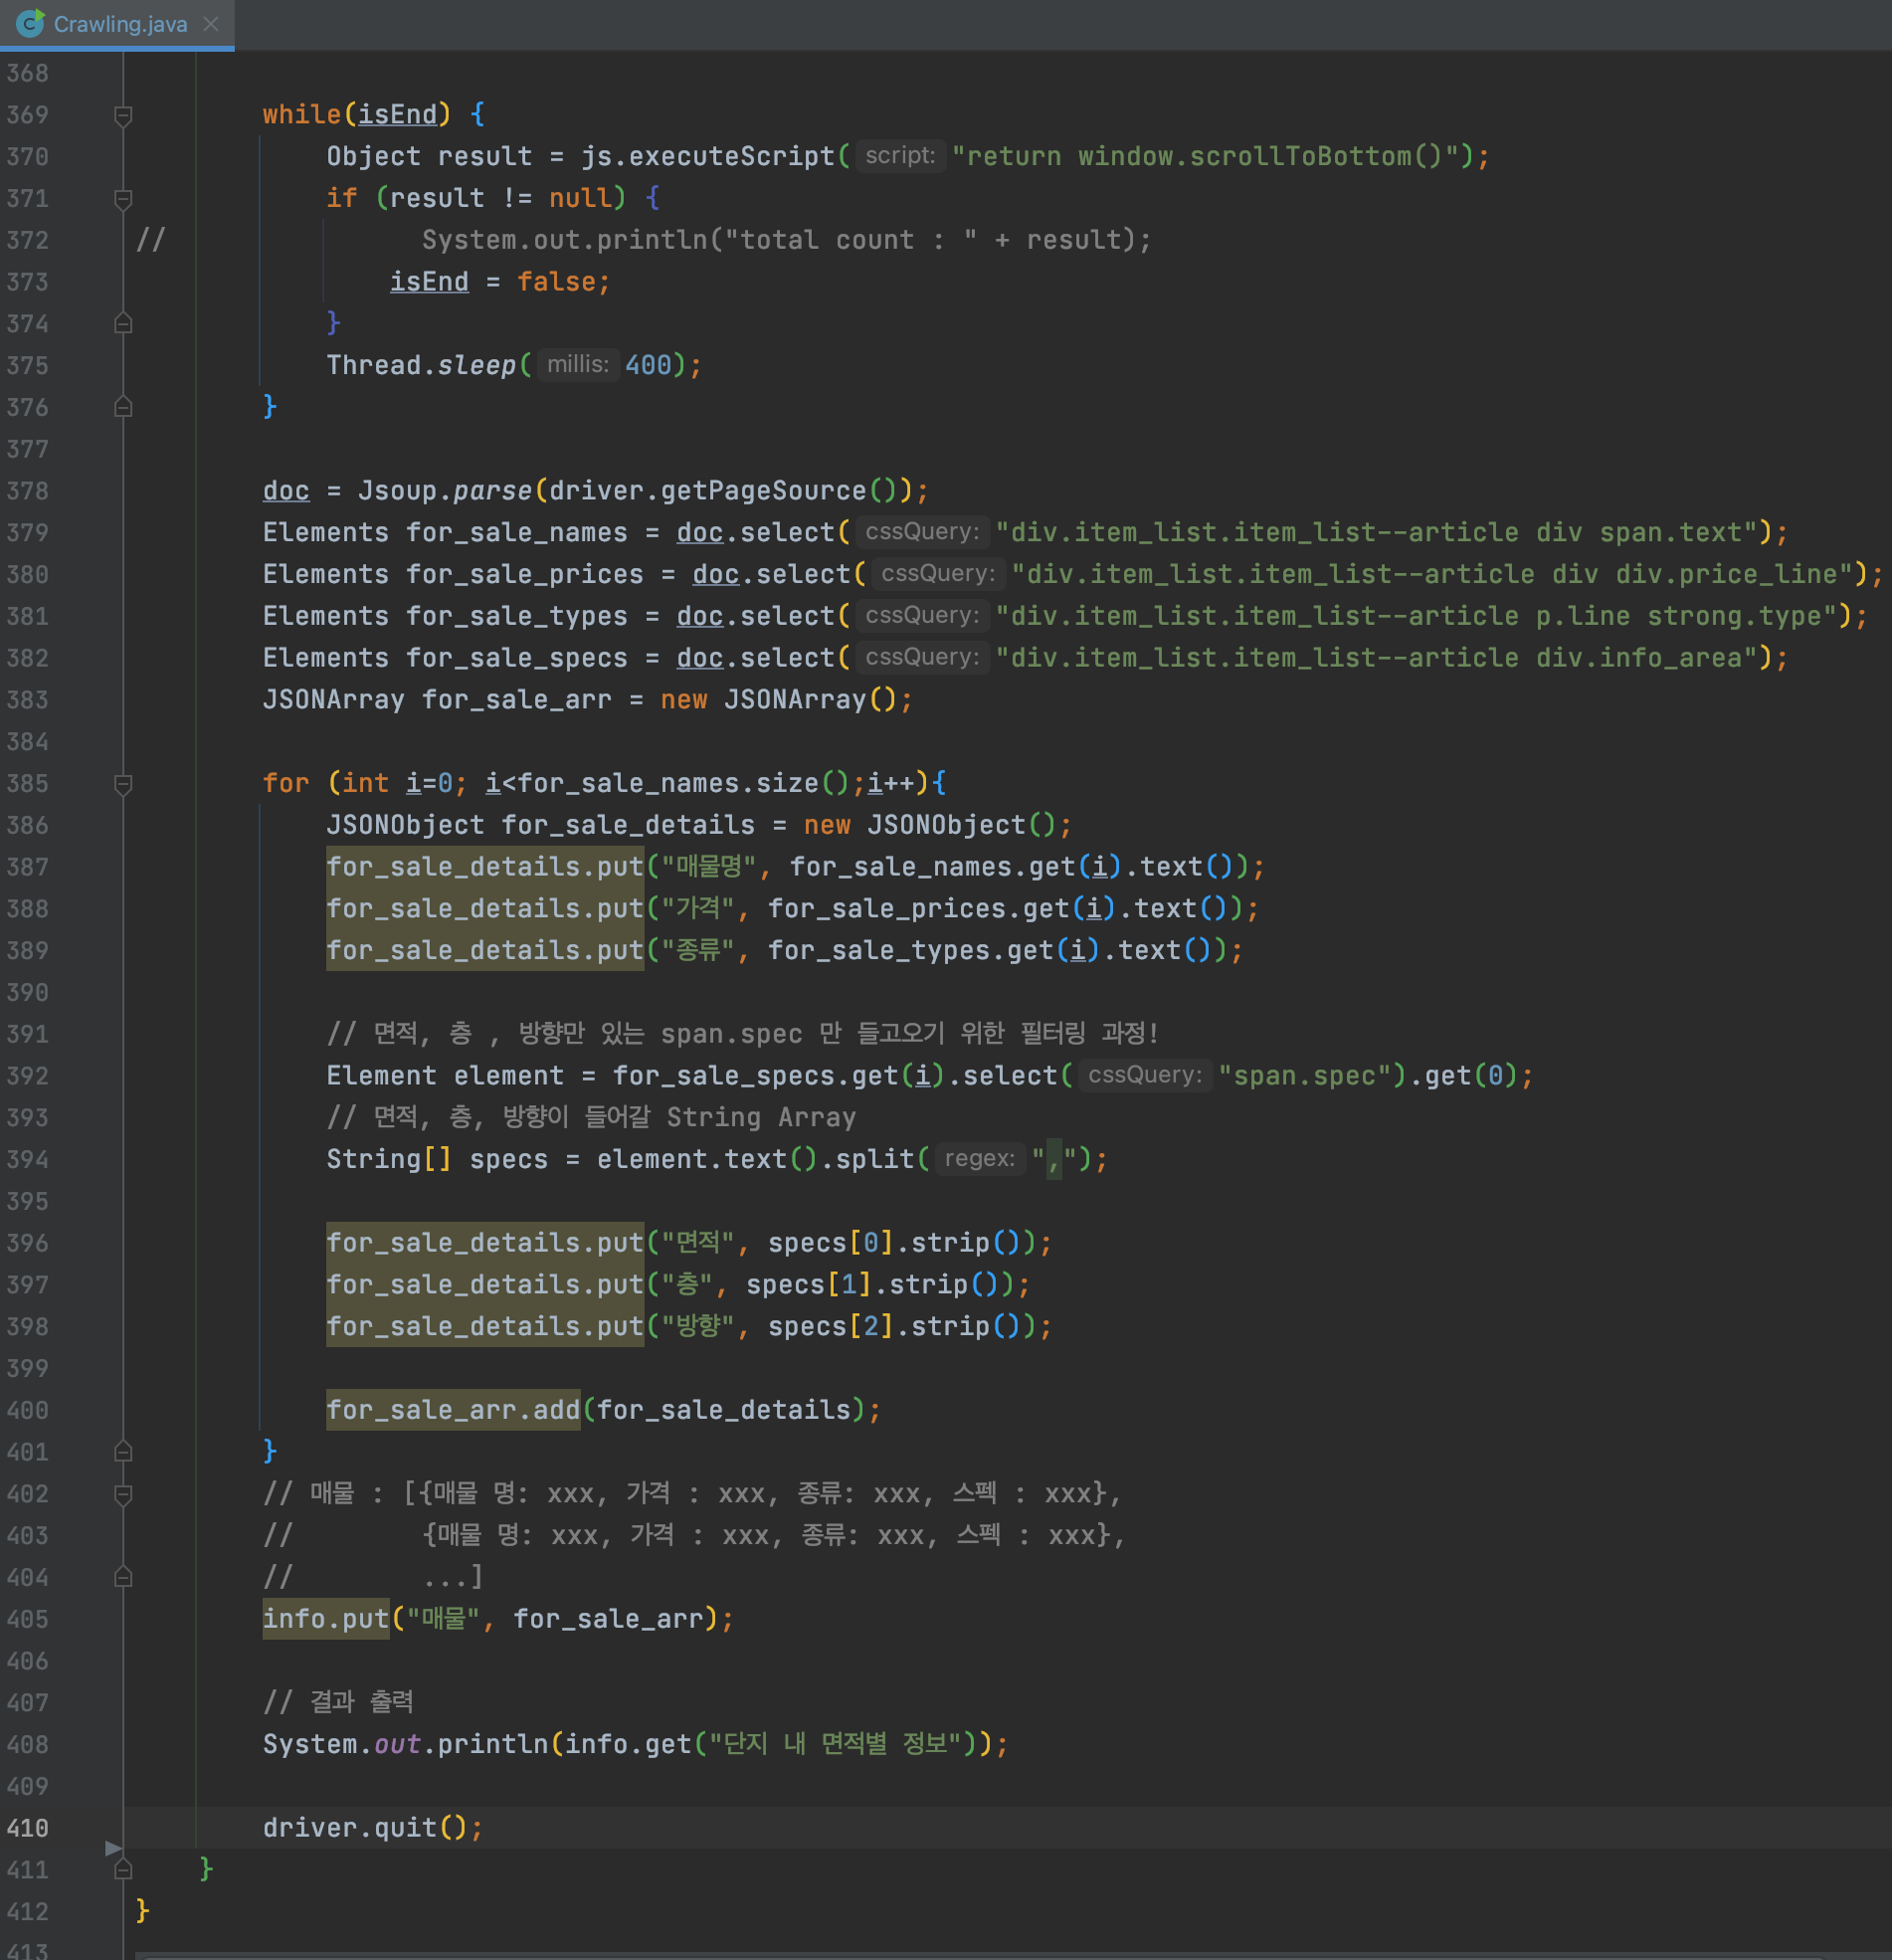 Crawling.java
368
369 while(isEnd) {
370 Object result = js.executeScript( script: "return window.scrollToBottom()");
371 if (result != null) {
372 // System.out.println("total count : " + result);
373 isEnd = false;
374 }
375 Thread.sleep( millis: 400);
376 }
377
378 doc = Jsoup.parse(driver.getPageSource());
379 Elements for_sale_names = doc.select( cssQuery: "div.item_list.item_list--article div span.text");
380 Elements for_sale_prices = doc.select( cssQuery: "div.item_list.item_list--article div div.price_line");
381 Elements for_sale_types = doc.select( cssQuery: "div.item_list.item_list--article p.line strong.type");
382 Elements for_sale_specs = doc.select( cssQuery: "div.item_list.item_list--article div.info_area");
383 JSONArray for_sale_arr = new JSONArray();
384
385 for (int i=0; i<for_sale_names.size();i++){
386 JSONObject for_sale_details = new JSONObject();
387 for_sale_details.put("매물명", for_sale_names.get(i).text());
388 for_sale_details.put("가격", for_sale_prices.get(i).text());
389 for_sale_details.put("종류", for_sale_types.get(i).text());
390
391 // 면적, 층 , 방향만 있는 span.spec 만 들고오기 위한 필터링 과정!
392 Element element = for_sale_specs.get(i).select( cssQuery: "span.spec").get(0);
393 // 면적, 층, 방향이 들어갈 String Array
394 String[] specs = element.text().split( regex: ",");
395
396 for_sale_details.put("면적", specs[0].strip());
397 for_sale_details.put("층", specs[1].strip());
398 for_sale_details.put("방향", specs[2].strip());
399
400 for_sale_arr.add(for_sale_details);
401 }
402 // 매물 : [{매물 명: xxx, 가격 : xxx, 종류: xxx, 스펙 : xxx},
403 // {매물 명: xxx, 가격 : xxx, 종류: xxx, 스펙 : xxx},
404 // ...]
405 info.put("매물", for_sale_arr);
406
407 // 결과 출력
408 System.out.println(info.get("단지 내 면적별 정보"));
409
410 driver.quit();
411 }
412 }
413